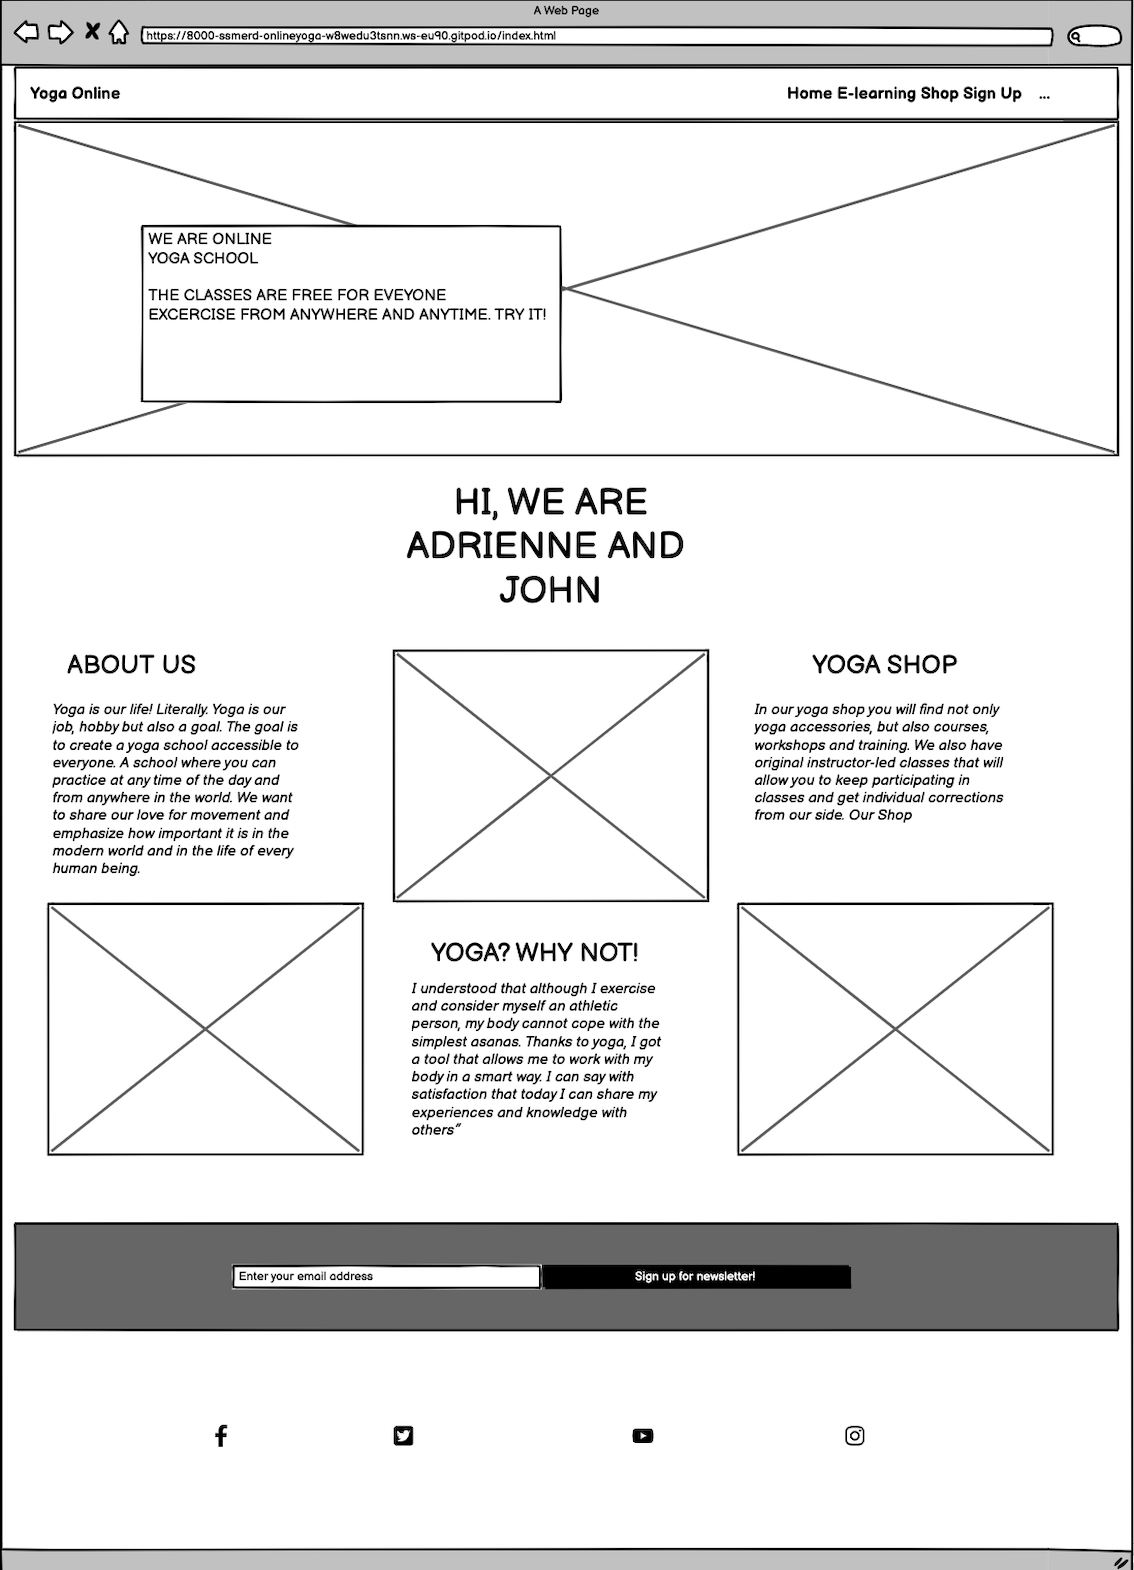 A Web Page
https://8000-ssmerd-onlineyoga-w8wedu3tsnn.ws-eu90.gitpod.io/index.html
Yoga Online
Home E-learning Shop Sign Up ...
WE ARE ONLINE
YOGA SCHOOL
THE CLASSES ARE FREE FOR EVEYONE
EXCERCISE FROM ANYWHERE AND ANYTIME. TRY IT!
HI, WE ARE
ADRIENNE AND
JOHN
ABOUT US
Yoga is our life! Literally. Yoga is our
job, hobby but also a goal. The goal is
to create a yoga school accessible to
everyone. A school where you can
practice at any time of the day and
from anywhere in the world. We want
to share our love for movement and
emphasize how important it is in the
modern world and in the life of every
human being.
YOGA? WHY NOT!
I understood that although I exercise
and consider myself an athletic
person, my body cannot cope with the
simplest asanas. Thanks to yoga, I got
a tool that allows me to work with my
body in a smart way. I can say with
satisfaction that today I can share my
experiences and knowledge with
others”
YOGA SHOP
In our yoga shop you will find not only
yoga accessories, but also courses,
workshops and training. We also have
original instructor-led classes that will
allow you to keep participating in
classes and get individual corrections
from our side. Our Shop
Enter your email address
Sign up for newsletter!